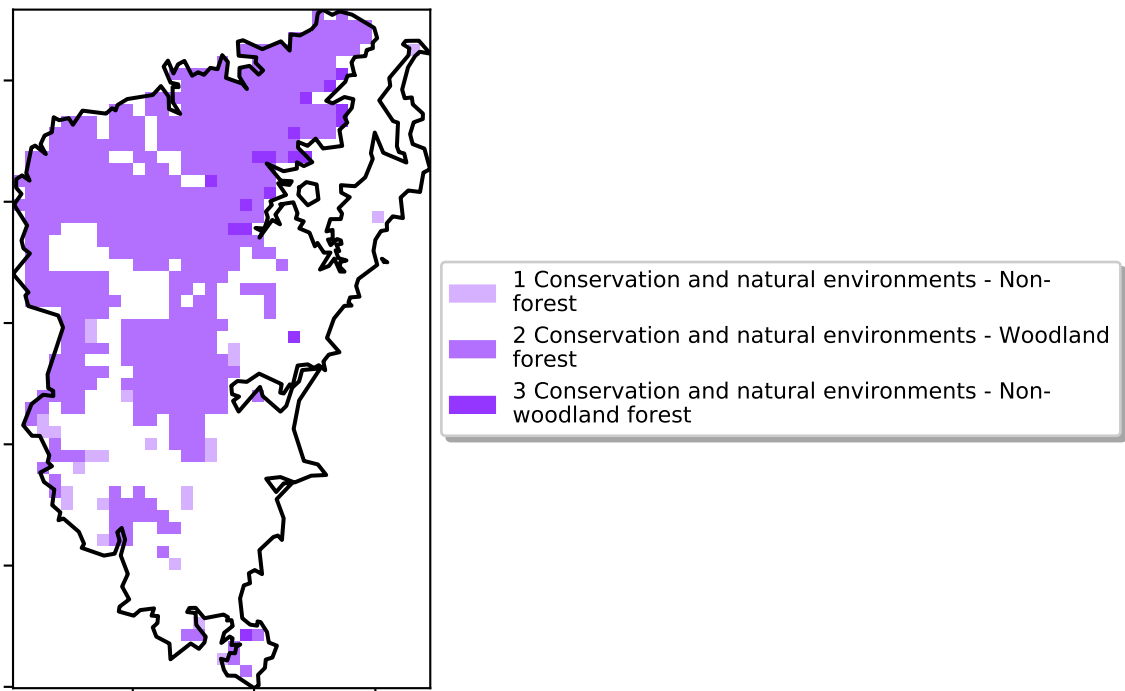 1 Conservation and natural environments - Non-
forest
2 Conservation and natural environments - Woodland
forest
3 Conservation and natural environments - Non-
woodland forest